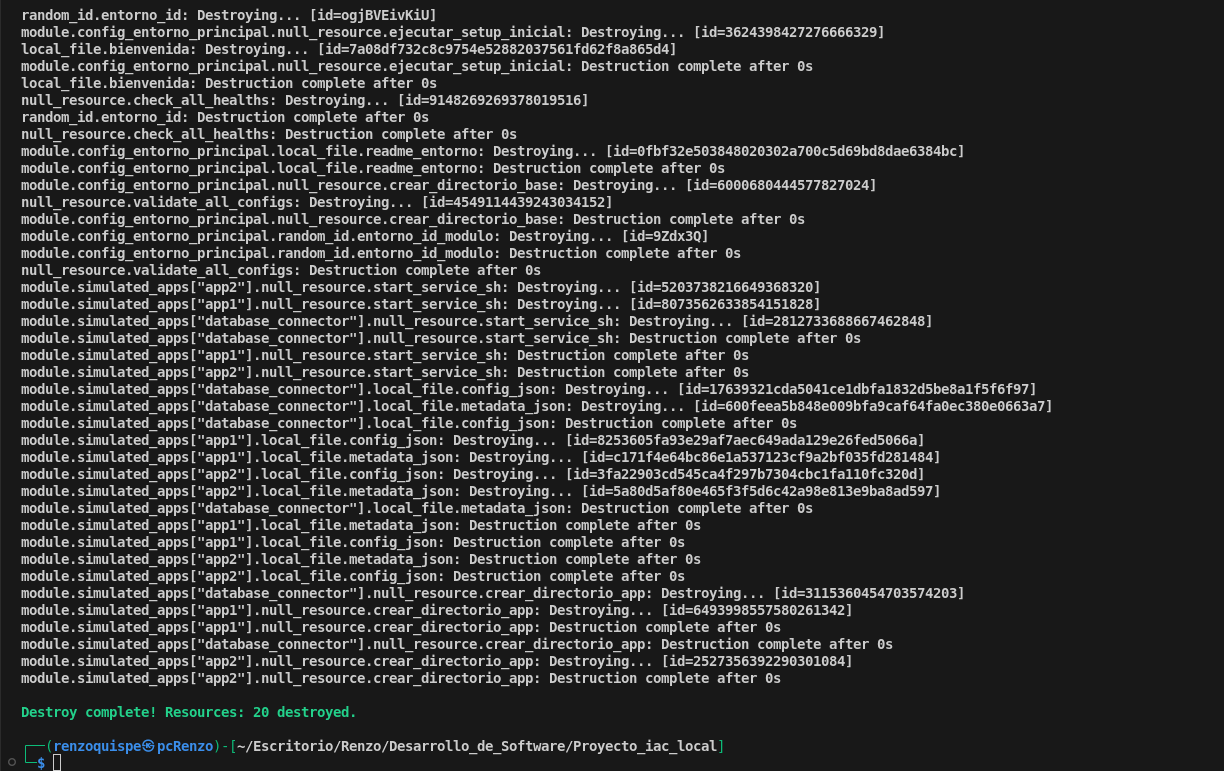 random_id.entorno_id: Destroying... [id=ogjBVEivKiU]
module.config_entorno_principal.null_resource.ejecutar_setup_inicial: Destroying... [id=3624398427276666329]
local_file.bienvenida: Destroying... [id=7a08df732c8c9754e52882037561fd62f8a865d4]
module.config_entorno_principal.null_resource.ejecutar_setup_inicial: Destruction complete after 0s
local_file.bienvenida: Destruction complete after 0s
null_resource.check_all_healths: Destroying... [id=9148269269378019516]
random_id.entorno_id: Destruction complete after 0s
null_resource.check_all_healths: Destruction complete after 0s
module.config_entorno_principal.local_file.readme_entorno: Destroying... [id=0fbf32e503848020302a700c5d69bd8dae6384bc]
module.config_entorno_principal.local_file.readme_entorno: Destruction complete after 0s
module.config_entorno_principal.null_resource.crear_directorio_base: Destroying... [id=6000680444577827024]
null_resource.validate_all_configs: Destroying... [id=4549114439243034152]
module.config_entorno_principal.null_resource.crear_directorio_base: Destruction complete after 0s
module.config_entorno_principal.random_id.entorno_id_modulo: Destroying... [id=9Zdx3Q]
module.config_entorno_principal.random_id.entorno_id_modulo: Destruction complete after 0s
null_resource.validate_all_configs: Destruction complete after 0s
module.simulated_apps["app2"].null_resource.start_service_sh: Destroying... [id=5203738216649368320]
module.simulated_apps["app1"].null_resource.start_service_sh: Destroying... [id=8073562633854151828]
module.simulated_apps["database_connector"].null_resource.start_service_sh: Destroying... [id=2812733688667462848]
module.simulated_apps["database_connector"].null_resource.start_service_sh: Destruction complete after 0s
module.simulated_apps["app1"].null_resource.start_service_sh: Destruction complete after 0s
module.simulated_apps["app2"].null_resource.start_service_sh: Destruction complete after 0s
module.simulated_apps["database_connector"].local_file.config_json: Destroying... [id=17639321cda5041ce1dbfa1832d5be8a1f5f6f97]
module.simulated_apps["database_connector"].local_file.metadata_json: Destroying... [id=600feea5b848e009bfa9caf64fa0ec380e0663a7]
module.simulated_apps["database_connector"].local_file.config_json: Destruction complete after 0s
module.simulated_apps["app1"].local_file.config_json: Destroying... [id=8253605fa93e29af7aec649ada129e26fed5066a]
module.simulated_apps["app1"].local_file.metadata_json: Destroying... [id=c171f4e64bc86e1a537123cf9a2bf035fd281484]
module.simulated_apps["app2"].local_file.config_json: Destroying... [id=3fa22903cd545ca4f297b7304cbc1fa110fc320d]
module.simulated_apps["app2"].local_file.metadata_json: Destroying... [id=5a80d5af80e465f3f5d6c42a98e813e9ba8ad597]
module.simulated_apps["database_connector"].local_file.metadata_json: Destruction complete after 0s
module.simulated_apps["app1"].local_file.metadata_json: Destruction complete after 0s
module.simulated_apps["app1"].local_file.config_json: Destruction complete after 0s
module.simulated_apps["app2"].local_file.metadata_json: Destruction complete after 0s
module.simulated_apps["app2"].local_file.config_json: Destruction complete after 0s
module.simulated_apps["database_connector"].null_resource.crear_directorio_app: Destroying... [id=3115360454703574203]
module.simulated_apps["app1"].null_resource.crear_directorio_app: Destroying... [id=6493998557580261342]
module.simulated_apps["app1"].null_resource.crear_directorio_app: Destruction complete after 0s
module.simulated_apps["database_connector"].null_resource.crear_directorio_app: Destruction complete after 0s
module.simulated_apps["app2"].null_resource.crear_directorio_app: Destroying... [id=2527356392290301084]
module.simulated_apps["app2"].null_resource.crear_directorio_app: Destruction complete after 0s
Destroy complete! Resources: 20 destroyed.
┌──(renzoquispe㉿pcRenzo)-[~/Escritorio/Renzo/Desarrollo_de_Software/Proyecto_iac_local]
└─$